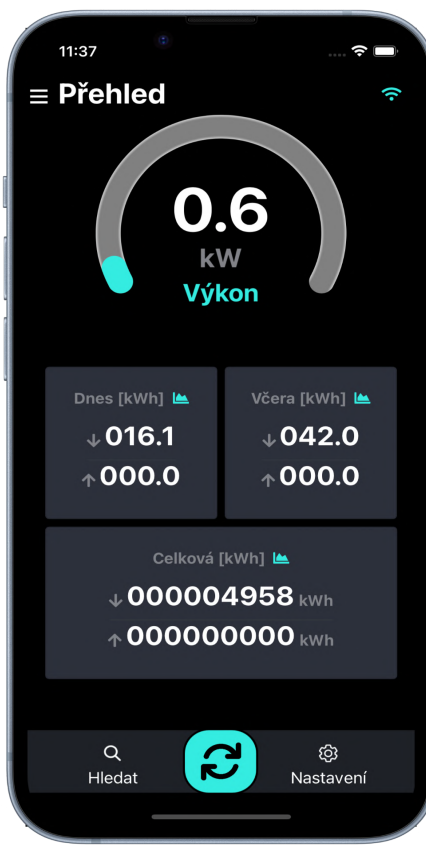 11:37
Přehled
0.6
kW
Výkon
Dnes [kWh]
↓016.1
↑000.0
Včera [kWh]
↓042.0
↑000.0
Celková [kWh]
↓000004958 kWh
↑000000000 kWh
Hledat
Nastavení